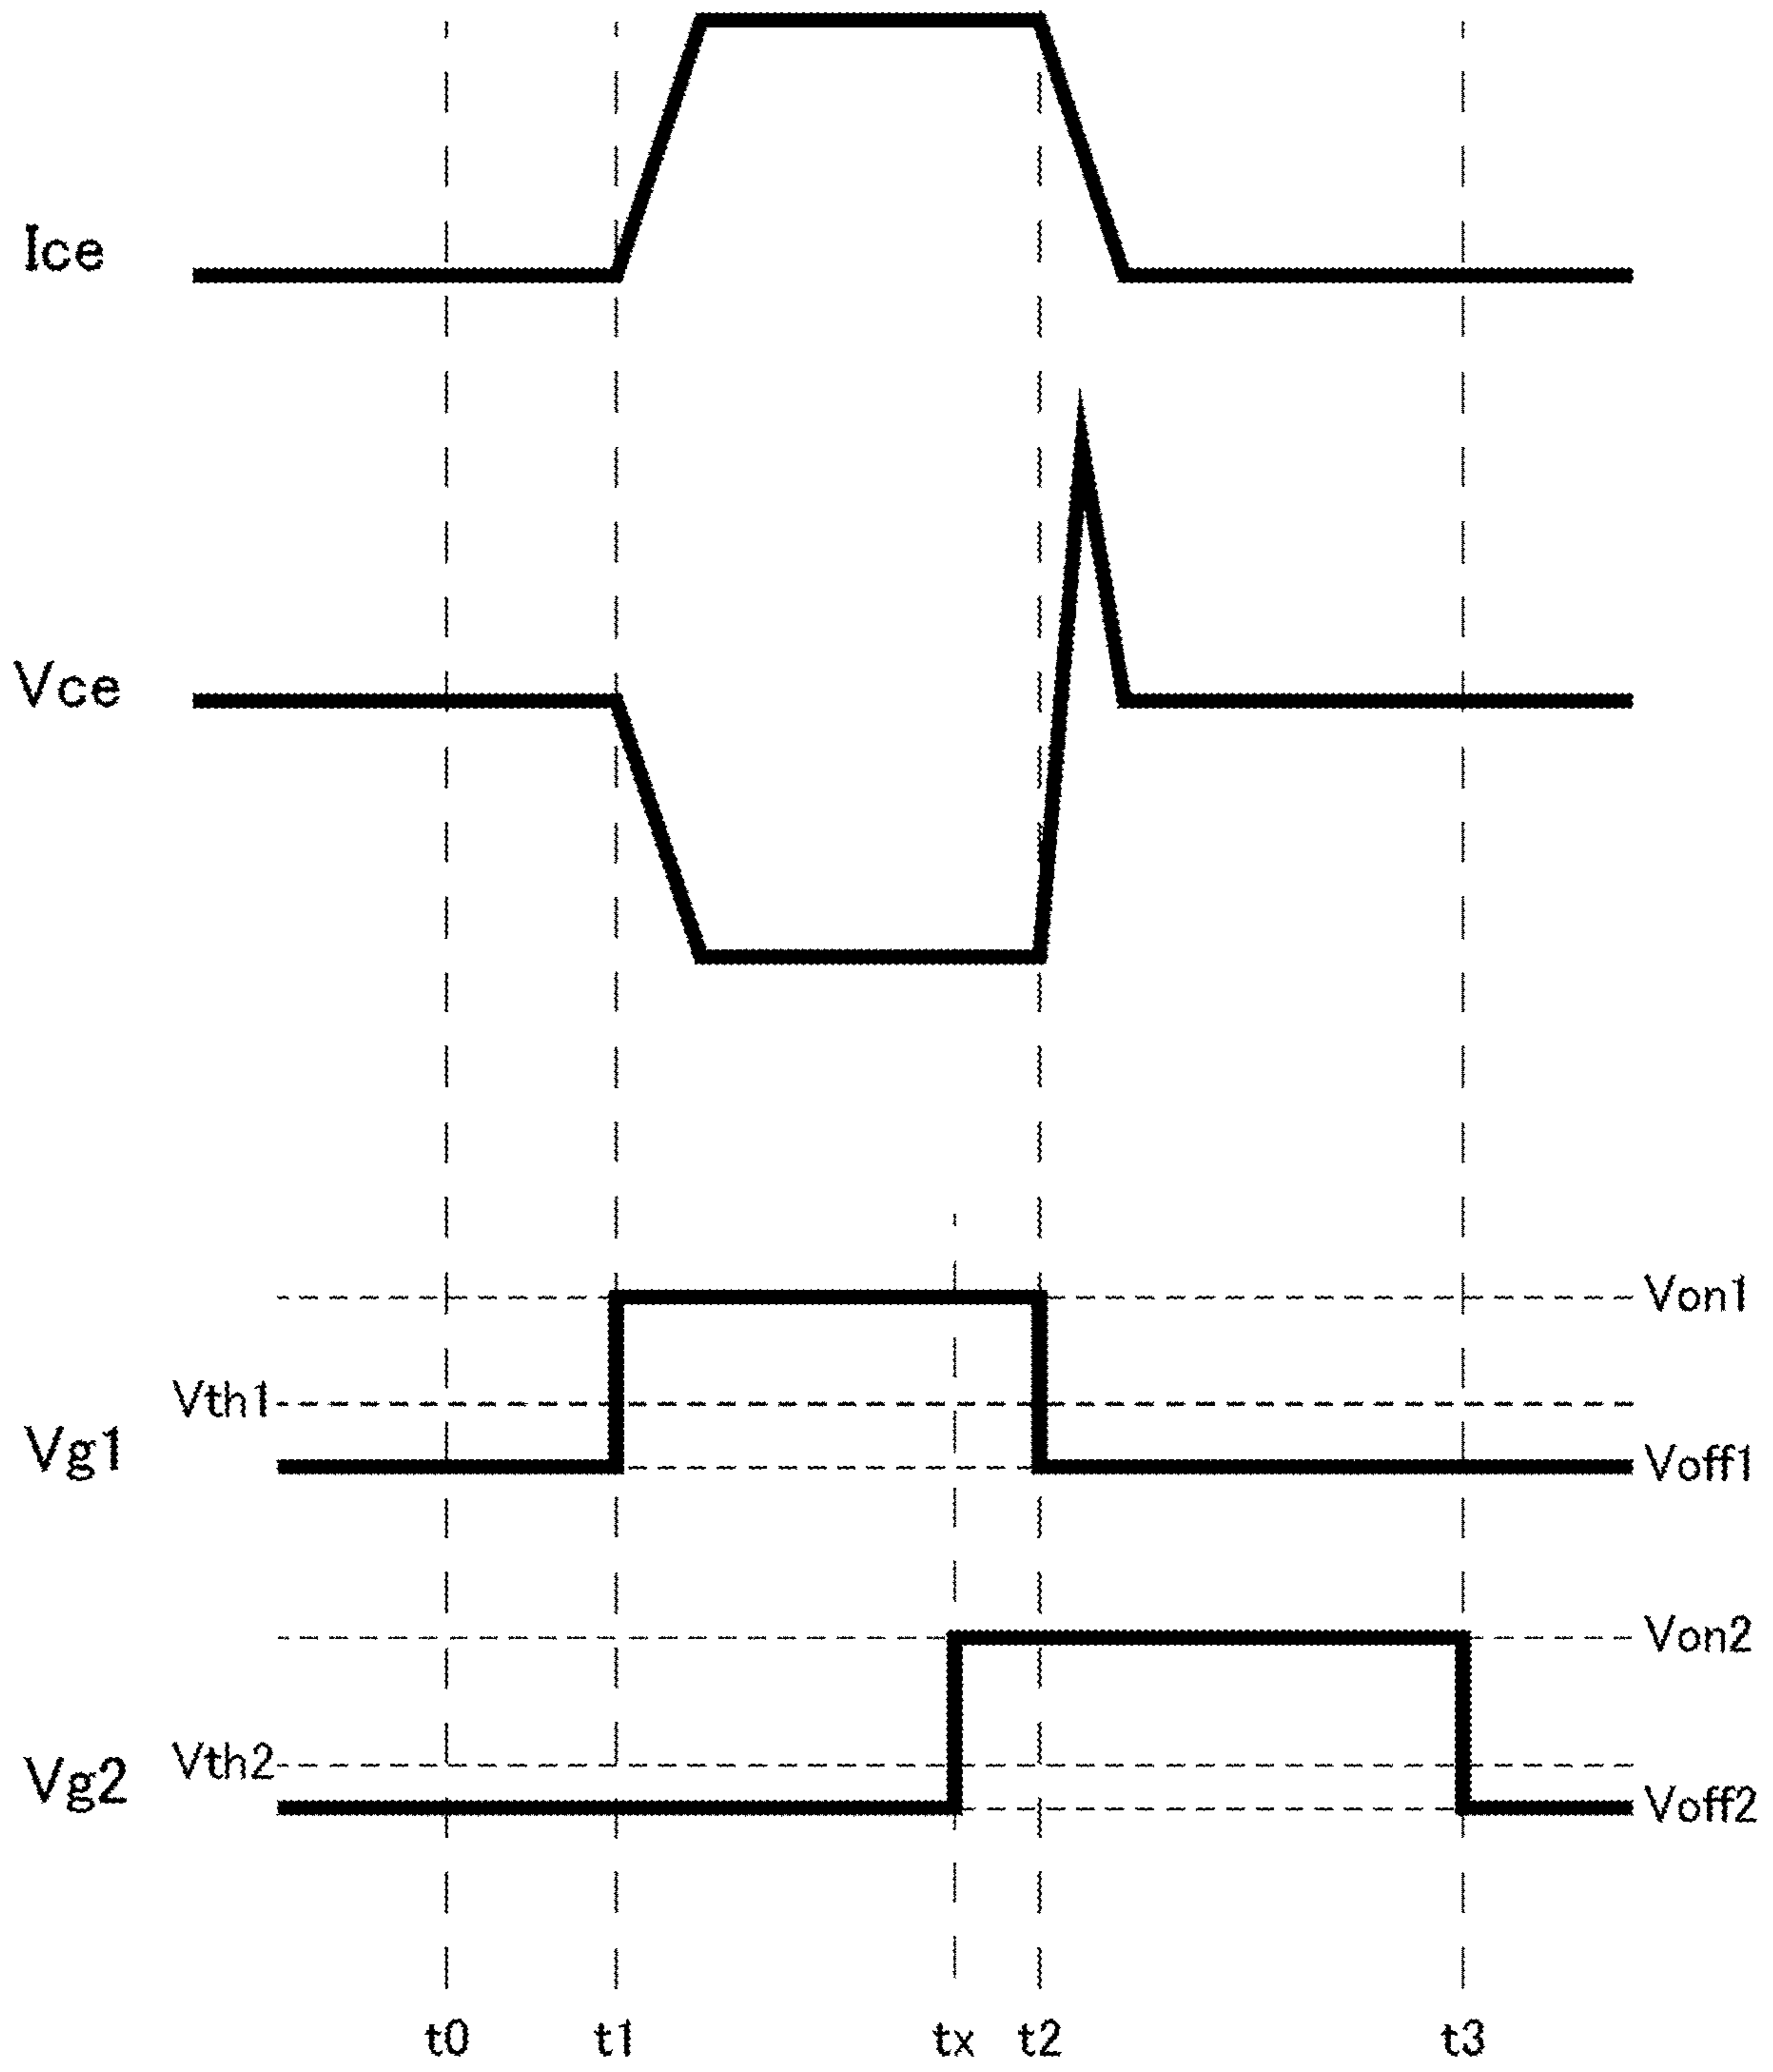 Ice
Vce
Von1
Vth1
Vg1
Voff1
Von2
Vth2
Vg2
Voff2
t0 t1 tx t2 t3